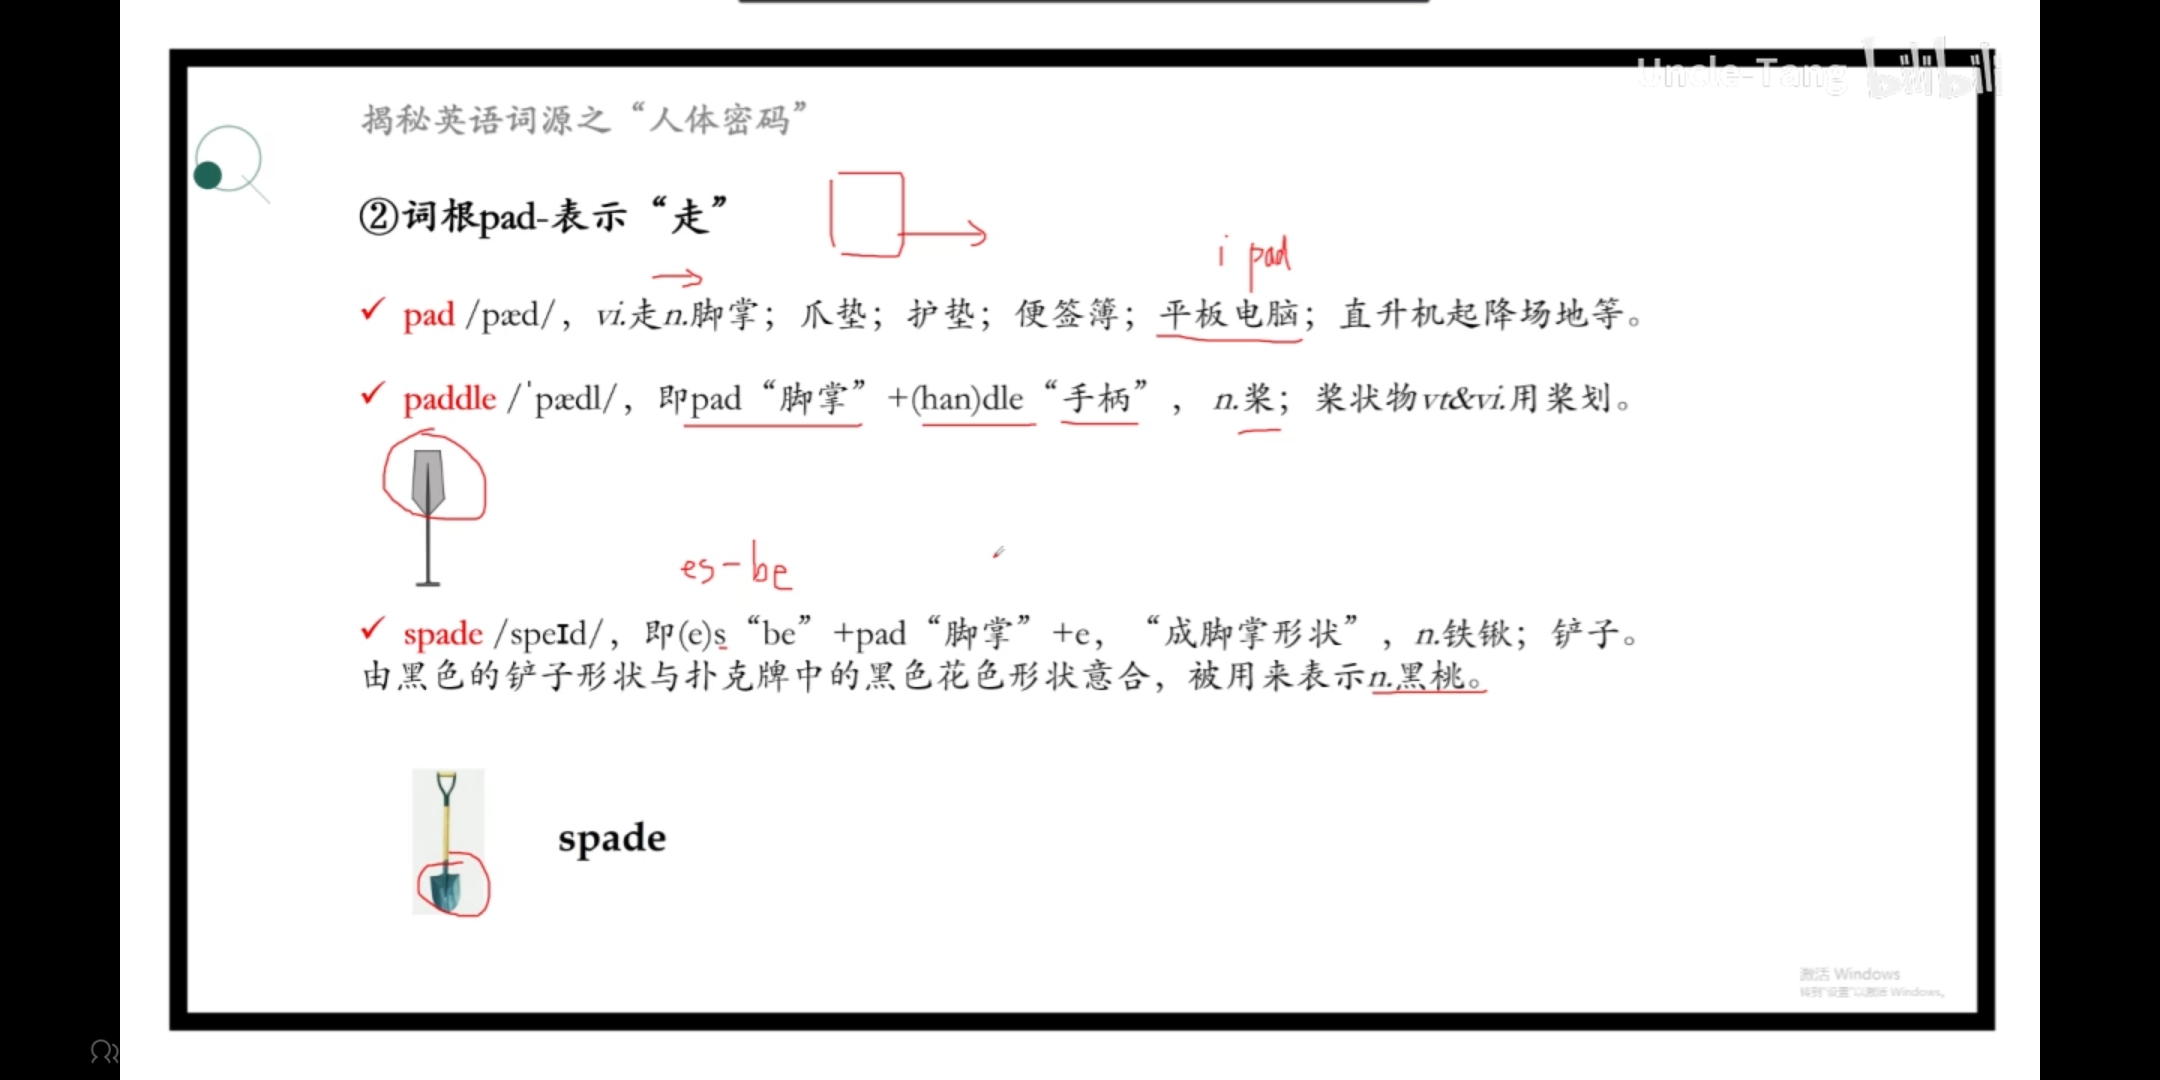 Uncle-Tang bilibili
揭秘英语词源之“人体密码”
②词根pad-表示“走”
i pad
✓ pad /pæd/，vi.走n.脚掌；爪垫；护垫；便签簿；平板电脑；直升机起降场地等。
✓ paddle /ˈpædl/，即pad“脚掌”+(han)dle“手柄”，n.桨；桨状物vt&vi.用桨划。
es-be
✓ spade /speɪd/，即(e)s“be”+pad“脚掌”+e，“成脚掌形状”，n.铁锹；铲子。
由黑色的铲子形状与扑克牌中的黑色花色形状意合，被用来表示n.黑桃。
spade
激活 Windows
转到“设置”以激活 Windows。